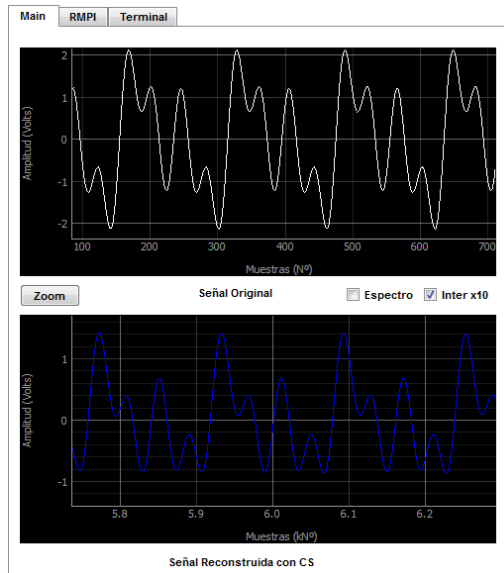 Main RMPI Terminal
2
1
0
-1
-2
Amplitud (Volts)
100 200 300 400 500 600 700
Muestras (Nº)
Zoom Señal Original Espectro Inter x10
1
0
-1
Amplitud (Volts)
5.8 5.9 6.0 6.1 6.2
Muestras (kNº)
Señal Reconstruida con CS